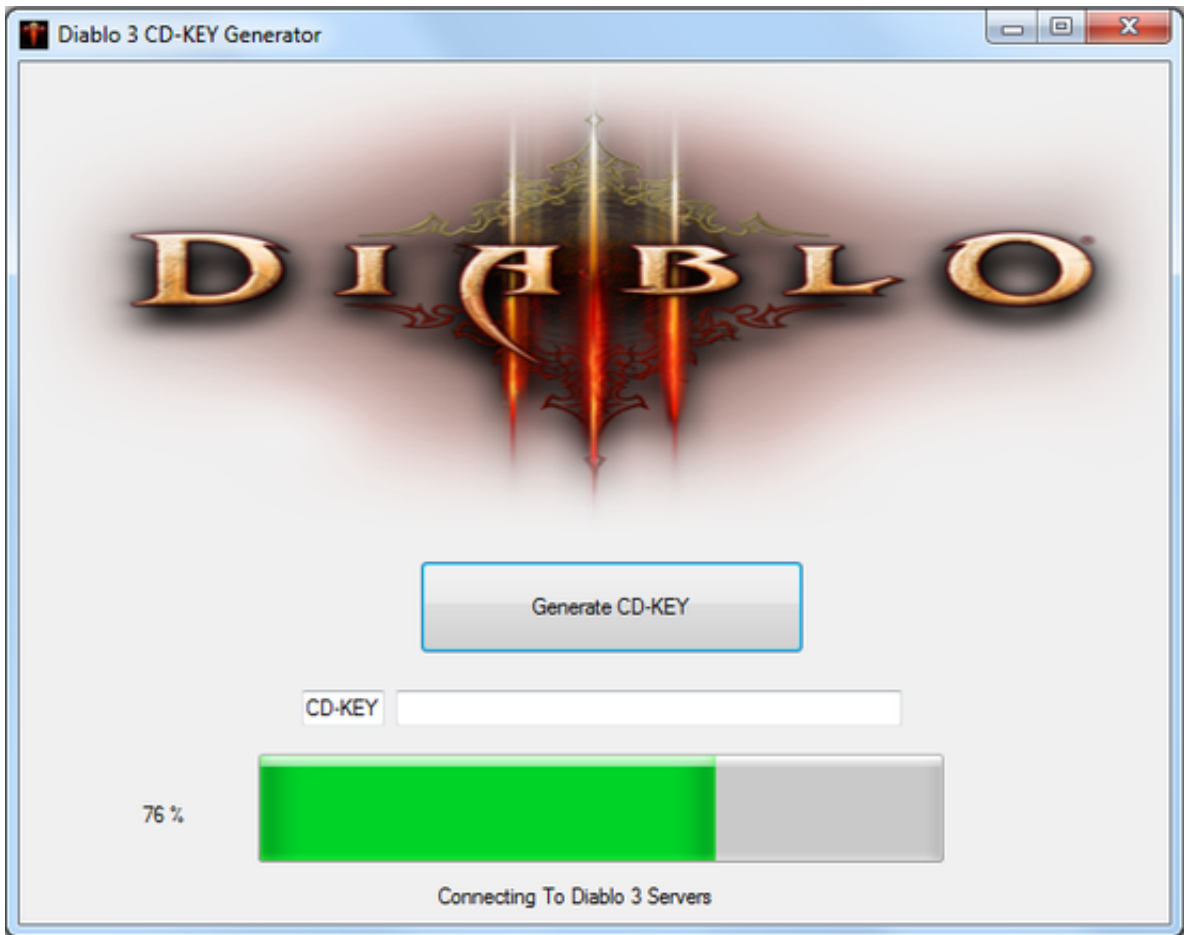 Diablo 3 CD-KEY Generator
DIABLO®
Generate CD-KEY
CD-KEY
76 %
Connecting To Diablo 3 Servers